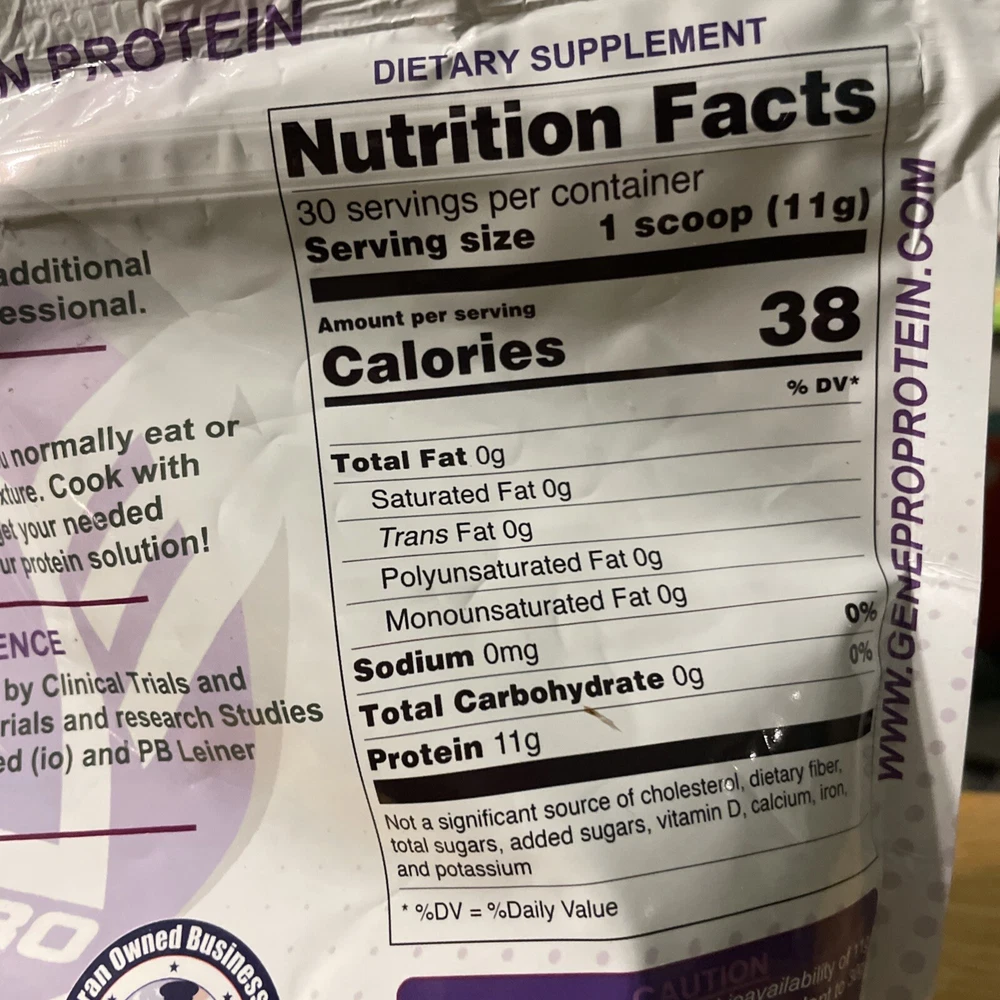 PROTEIN
DIETARY SUPPLEMENT
Nutrition Facts
30 servings per container
Serving size 1 scoop (11g)
Amount per serving
Calories 38
% DV*
Total Fat 0g
Saturated Fat 0g
Trans Fat 0g
Polyunsaturated Fat 0g
Monounsaturated Fat 0g
Sodium 0mg 0%
Total Carbohydrate 0g 0%
Protein 11g
Not a significant source of cholesterol, dietary fiber,
total sugars, added sugars, vitamin D, calcium, iron,
and potassium
* %DV = %Daily Value
WWW.GENEPROPROTEIN.COM
additional
essional.
normally eat or
xture. Cook with
your needed
protein solution!
ENCE
by Clinical Trials and
rials and research Studies
ed (io) and PB Leiner
RO
ran Owned Business
CAUTION
availability of